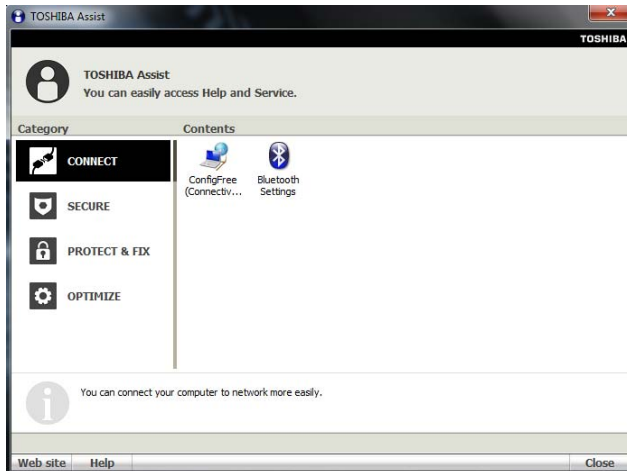 TOSHIBA Assist
TOSHIBA
TOSHIBA Assist
You can easily access Help and Service.
Category
Contents
CONNECT
SECURE
PROTECT & FIX
OPTIMIZE
ConfigFree
(Connectiv...
Bluetooth
Settings
You can connect your computer to network more easily.
Web site
Help
Close